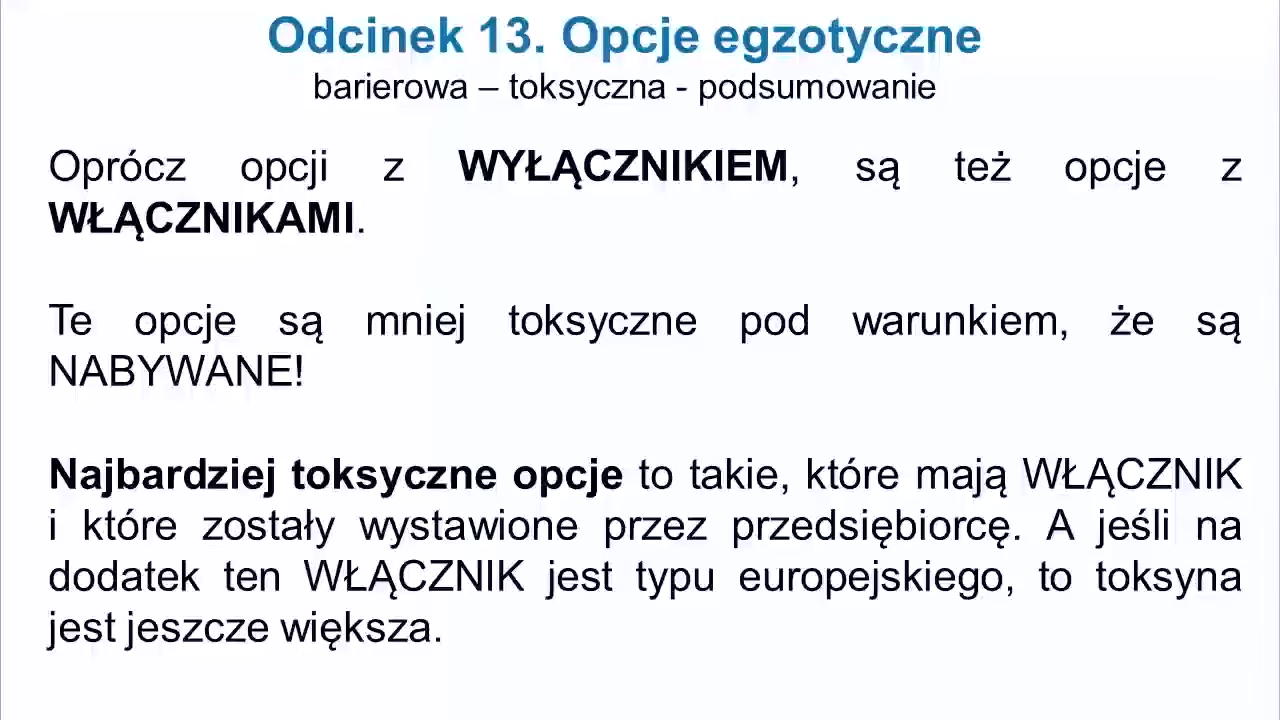 Odcinek 13. Opcje egzotyczne
barierowa – toksyczna - podsumowanie
Oprócz opcji z WYŁĄCZNIKIEM, są też opcje z
WŁĄCZNIKAMI.
Te opcje są mniej toksyczne pod warunkiem, że są
NABYWANE!
Najbardziej toksyczne opcje to takie, które mają WŁĄCZNIK
i które zostały wystawione przez przedsiębiorcę. A jeśli na
dodatek ten WŁĄCZNIK jest typu europejskiego, to toksyna
jest jeszcze większa.